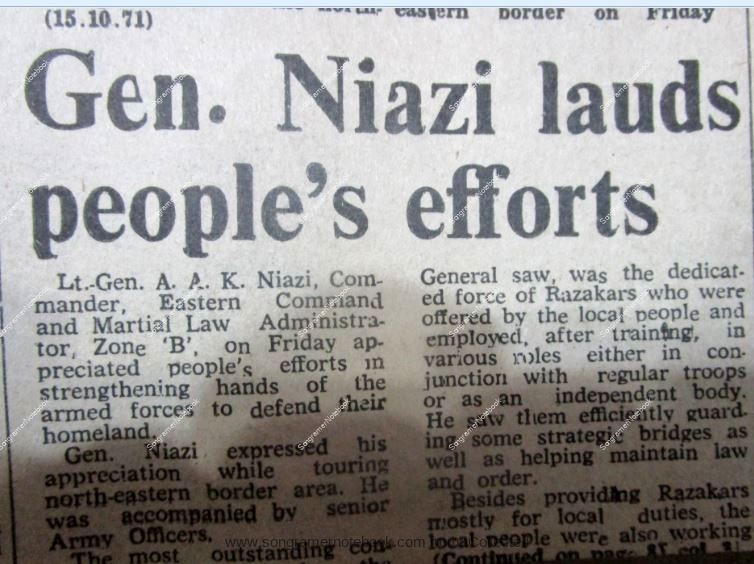 north-eastern border on Friday
(15.10.71)
Gen. Niazi lauds
people's efforts
Lt.-Gen. A. A. K. Niazi, Com-
mander, Eastern Command
and Martial Law Administra-
tor, Zone 'B', on Friday ap-
preciated people's efforts in
strengthening hands of the
armed forces to defend their
homeland.
Gen. Niazi expressed his
appreciation while touring
north-eastern border area. He
was accompanied by senior
Army Officers.
The most outstanding con-
General saw, was the dedicat-
ed force of Razakars who were
offered by the local people and
employed, after training, in
various roles either in con-
junction with regular troops
or as an independent body.
He saw them efficiently guard-
ing some strategic bridges as
well as helping maintain law
and order.
Besides providing Razakars
mostly for local duties, the
local people were also working
(Continued on page 8 col 3)
www.songramernotebook.com